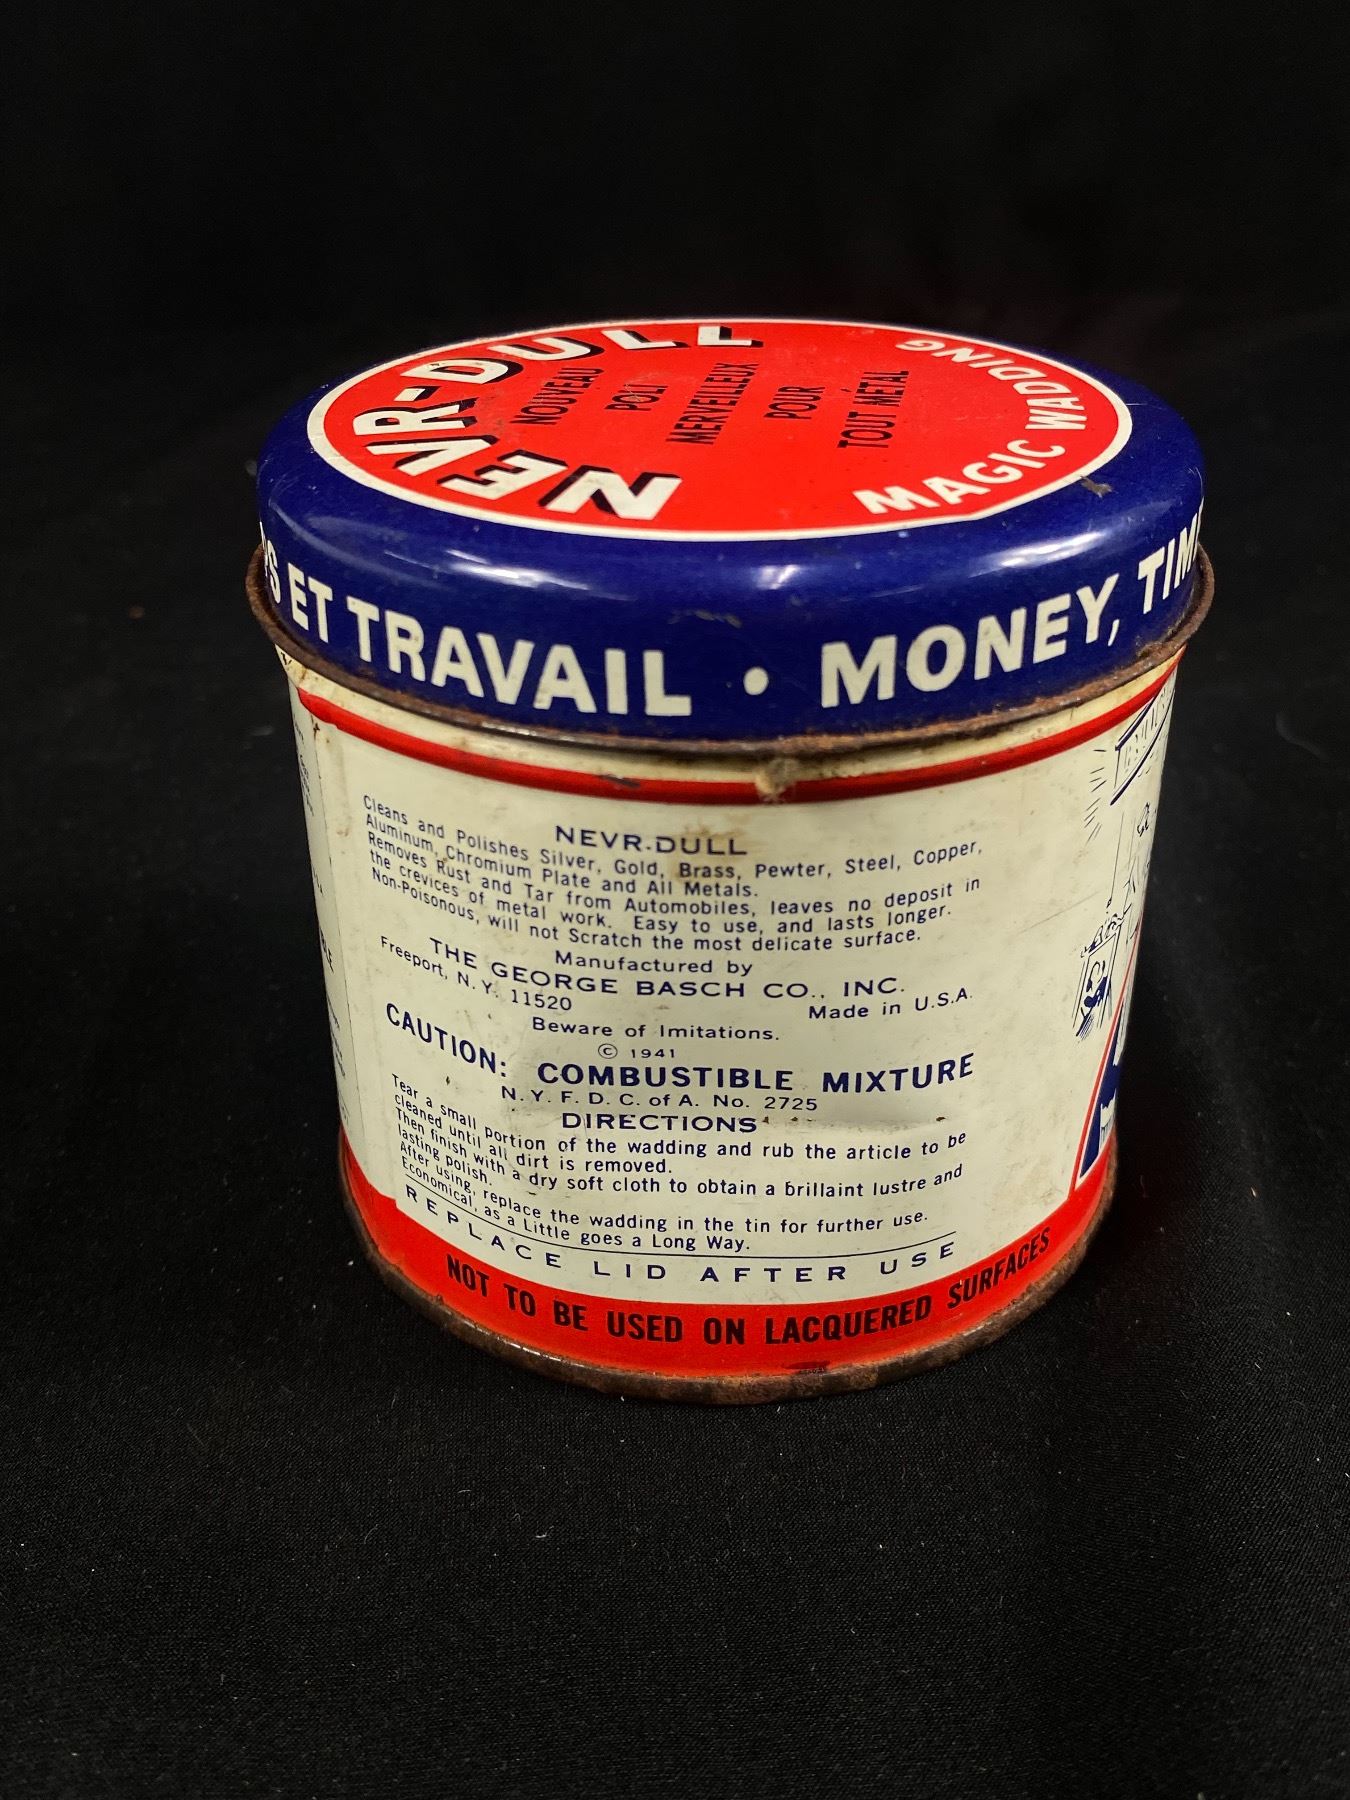 NEVR-DULL
NOUVEAU
POLI
MERVEILLEUX
POUR
TOUT MÉTAL
MAGIC WADDING
ET TRAVAIL • MONEY,
NEVR-DULL
Cleans and Polishes Silver, Gold, Brass, Pewter, Steel, Copper,
Aluminum, Chromium Plate and All Metals.
Removes Rust and Tar from Automobiles, leaves no deposit in
the crevices of metal work. Easy to use, and lasts longer.
Non-Poisonous, will not Scratch the most delicate surface.
Manufactured by
THE GEORGE BASCH CO., INC.
Freeport, N. Y. 11520 Made in U.S.A.
Beware of Imitations.
© 1941
CAUTION: COMBUSTIBLE MIXTURE
N. Y. F. D. C. of A. No. 2725
DIRECTIONS
Tear a small portion of the wadding and rub the article to be
cleaned until all dirt is removed.
Then finish with a dry soft cloth to obtain a brillaint lustre and
lasting polish.
After using, replace the wadding in the tin for further use.
Economical, as a Little goes a Long Way.
REPLACE LID AFTER USE
NOT TO BE USED ON LACQUERED SURFACES